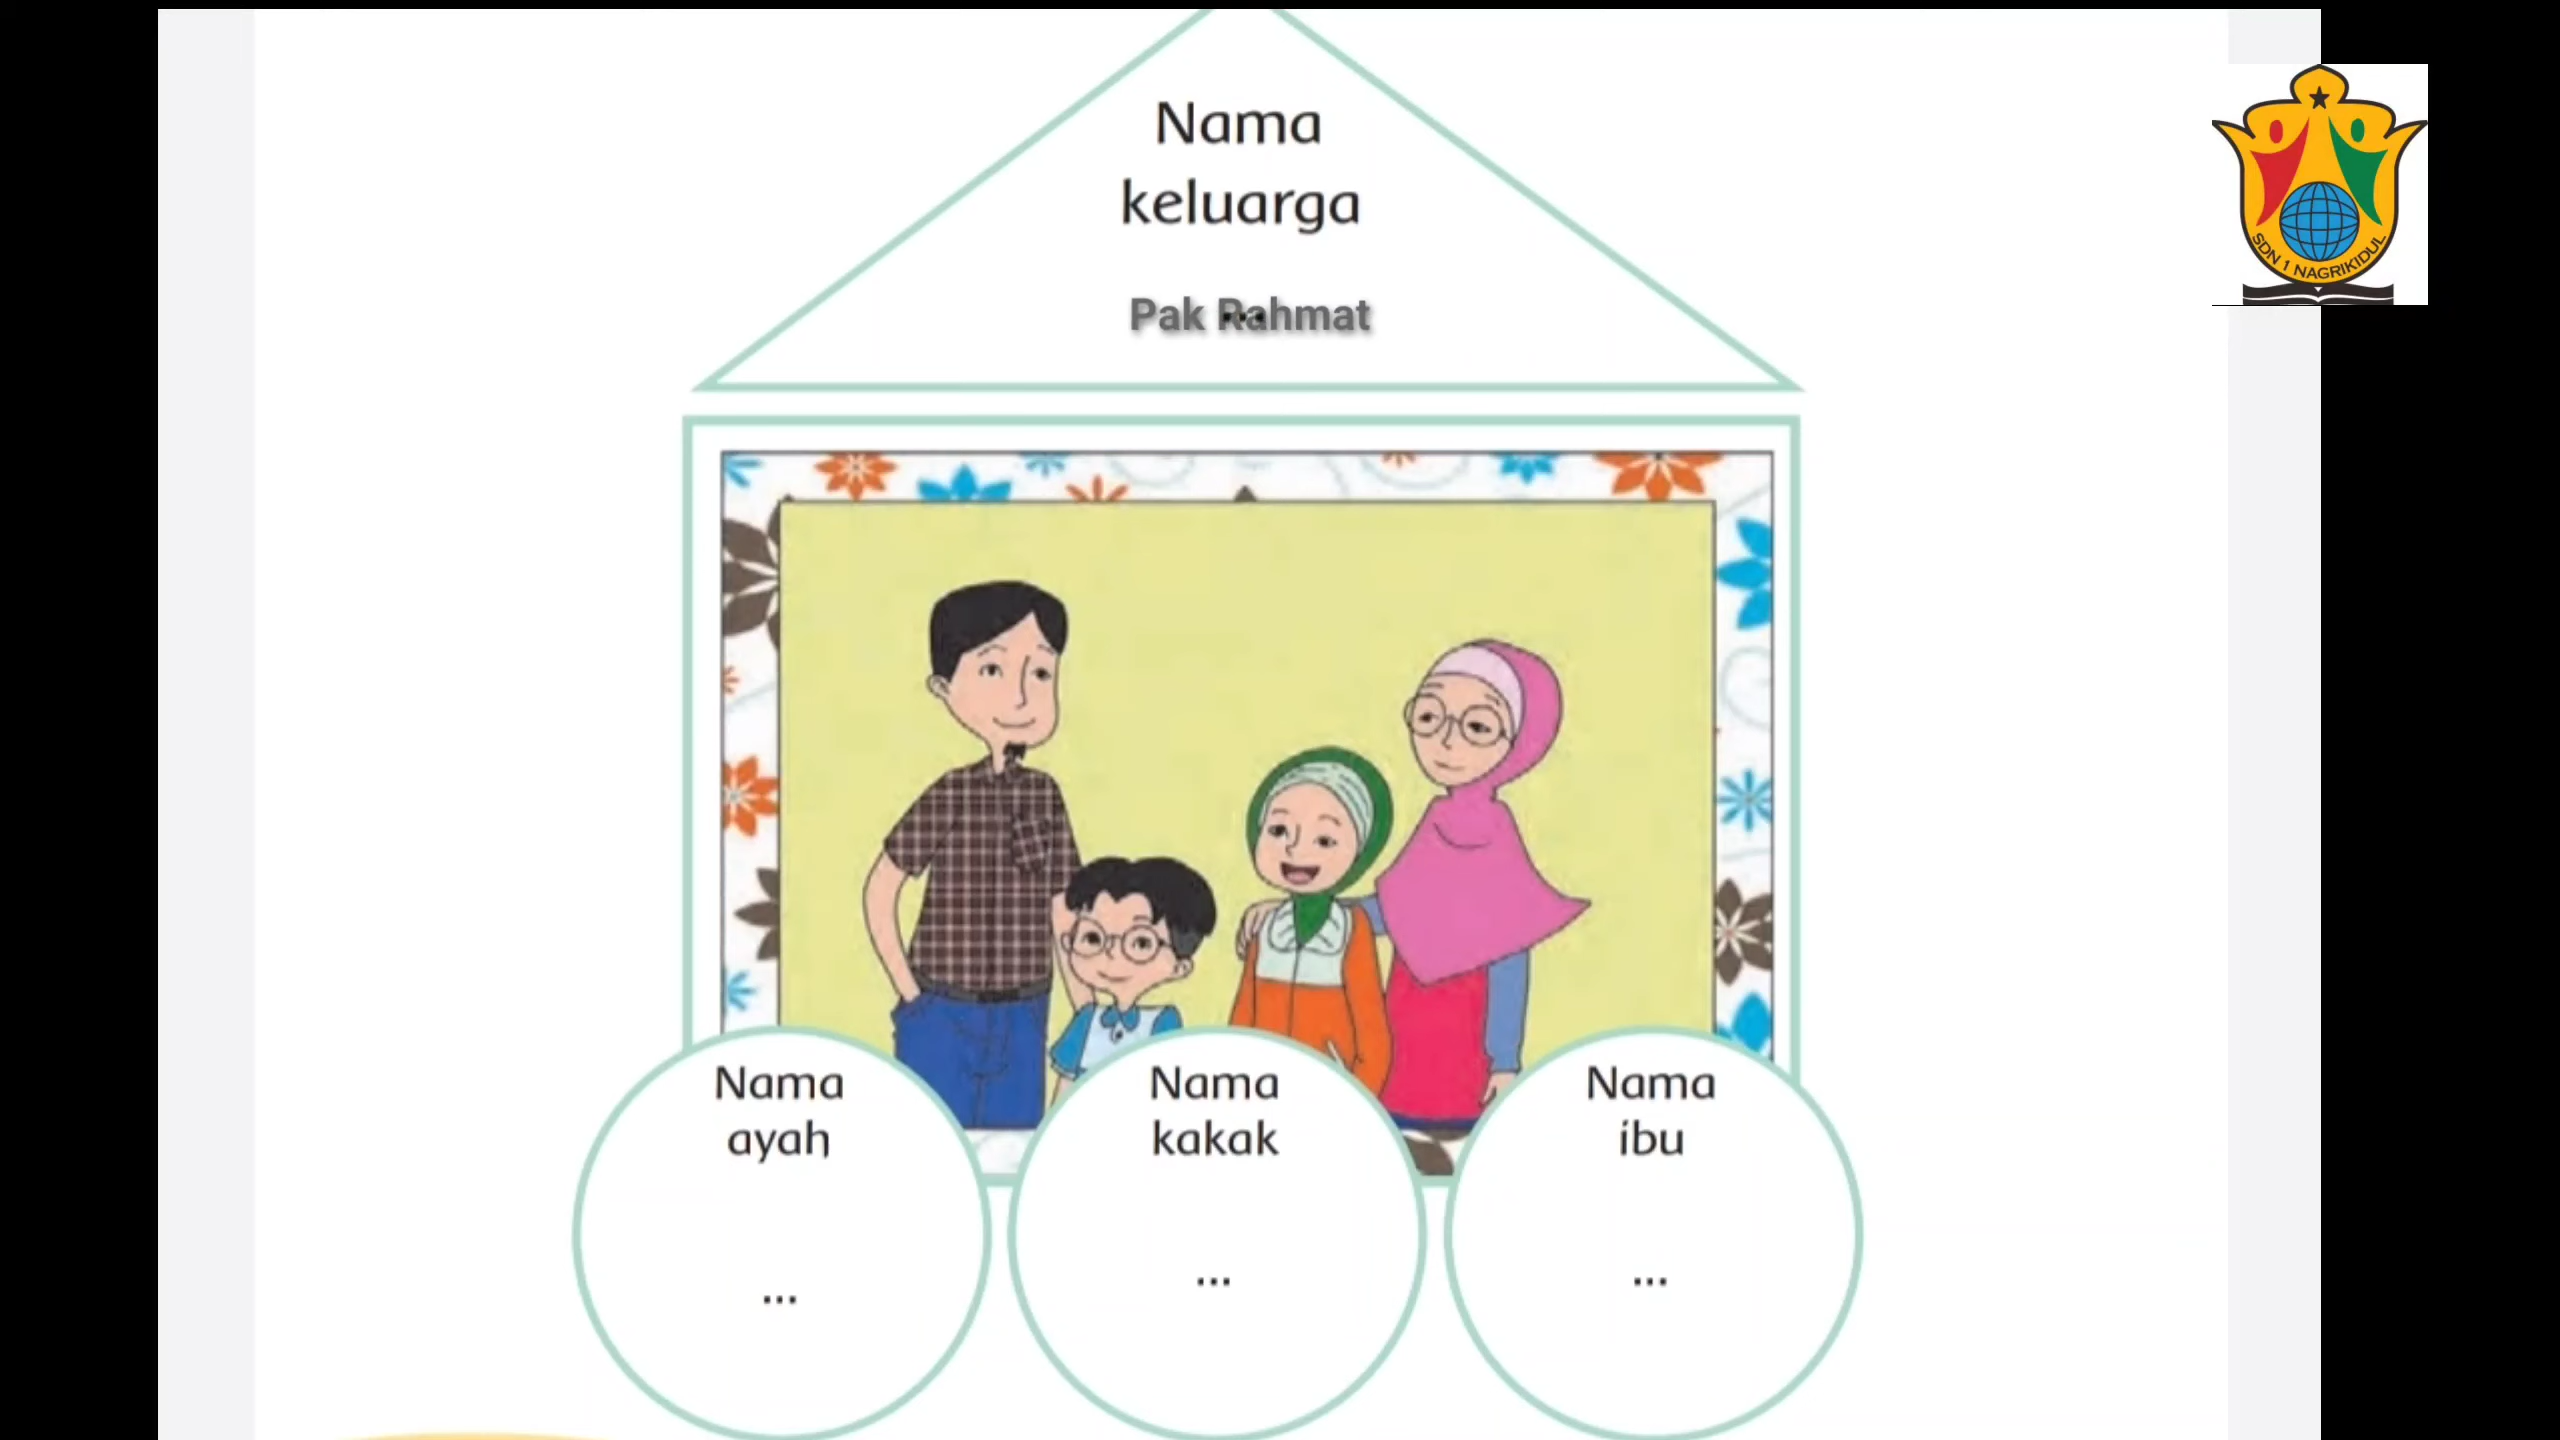 Nama
keluarga
Pak Rahmat
...
SDN 1 NAGRIKIDUL
Nama
ayah
...
Nama
kakak
...
Nama
ibu
...